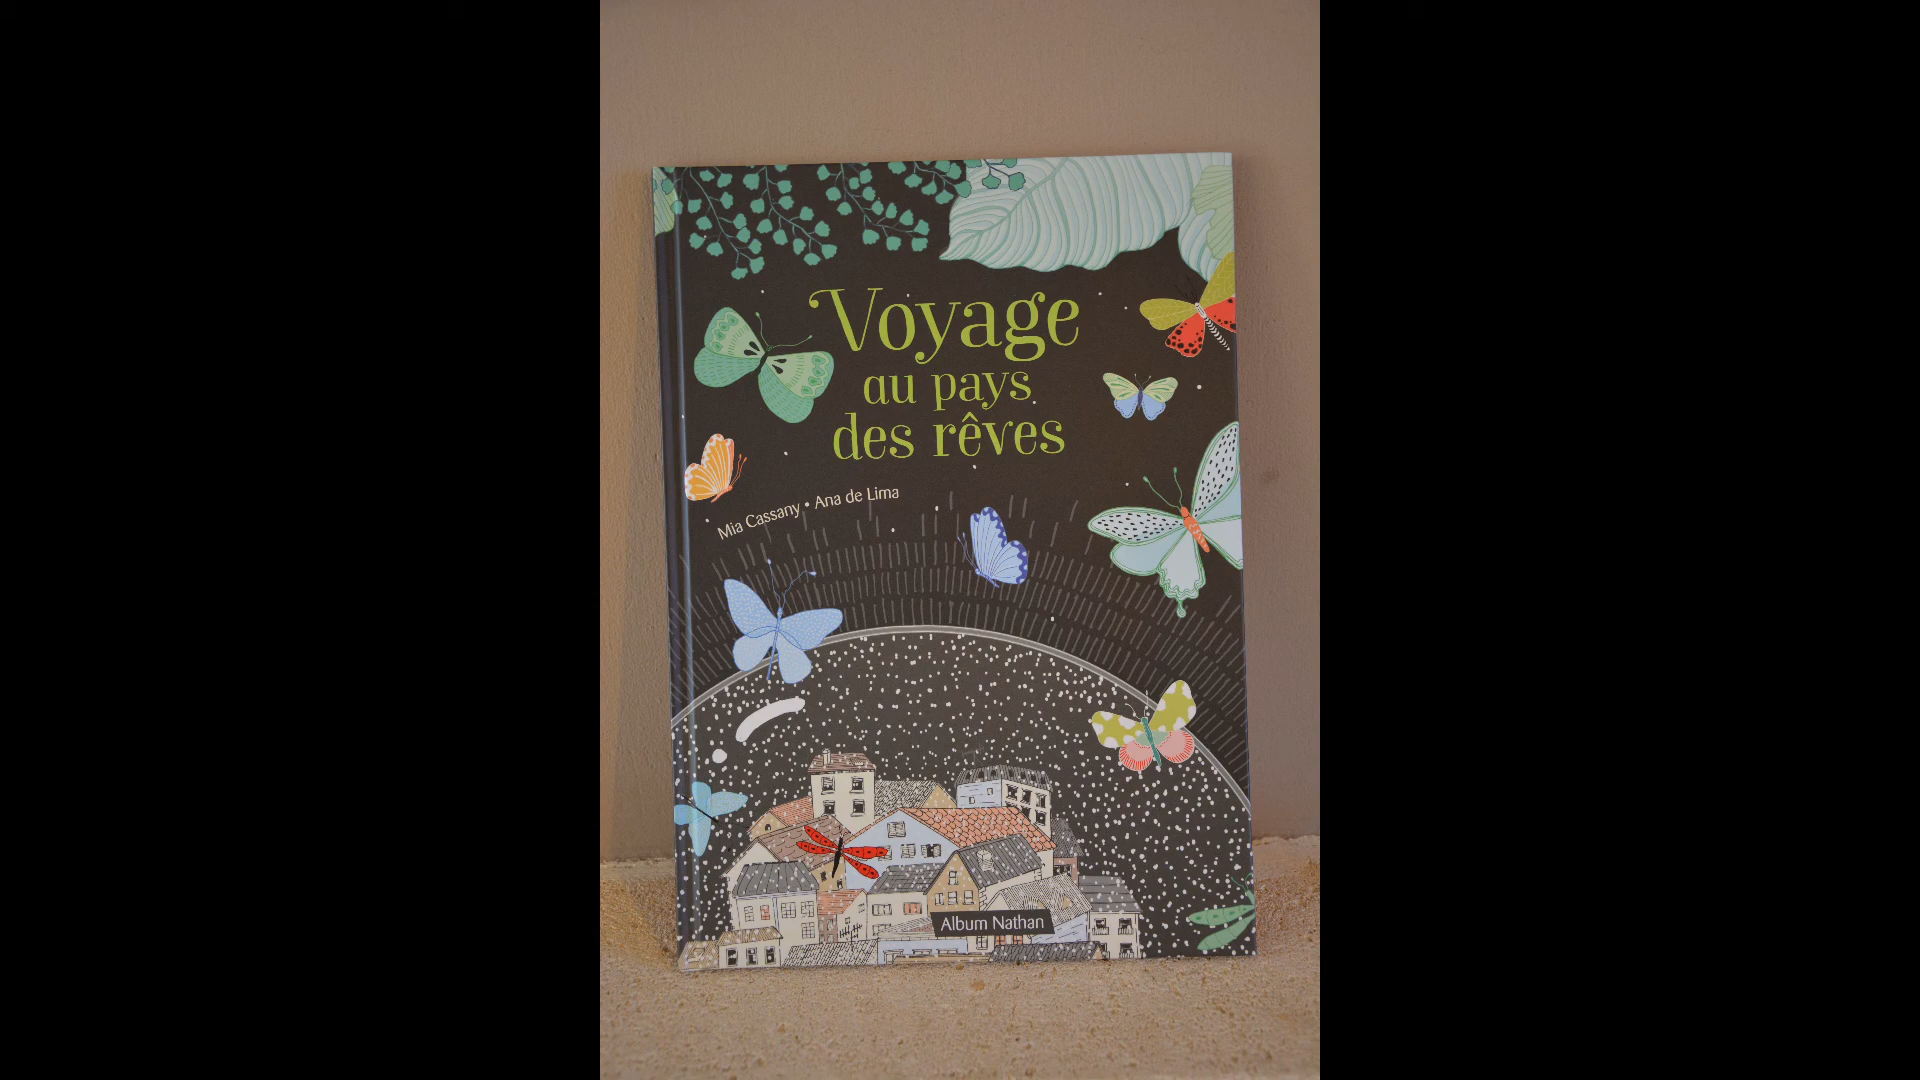 Voyage
au pays
des rêves
Mia Cassany • Ana de Lima
Album Nathan